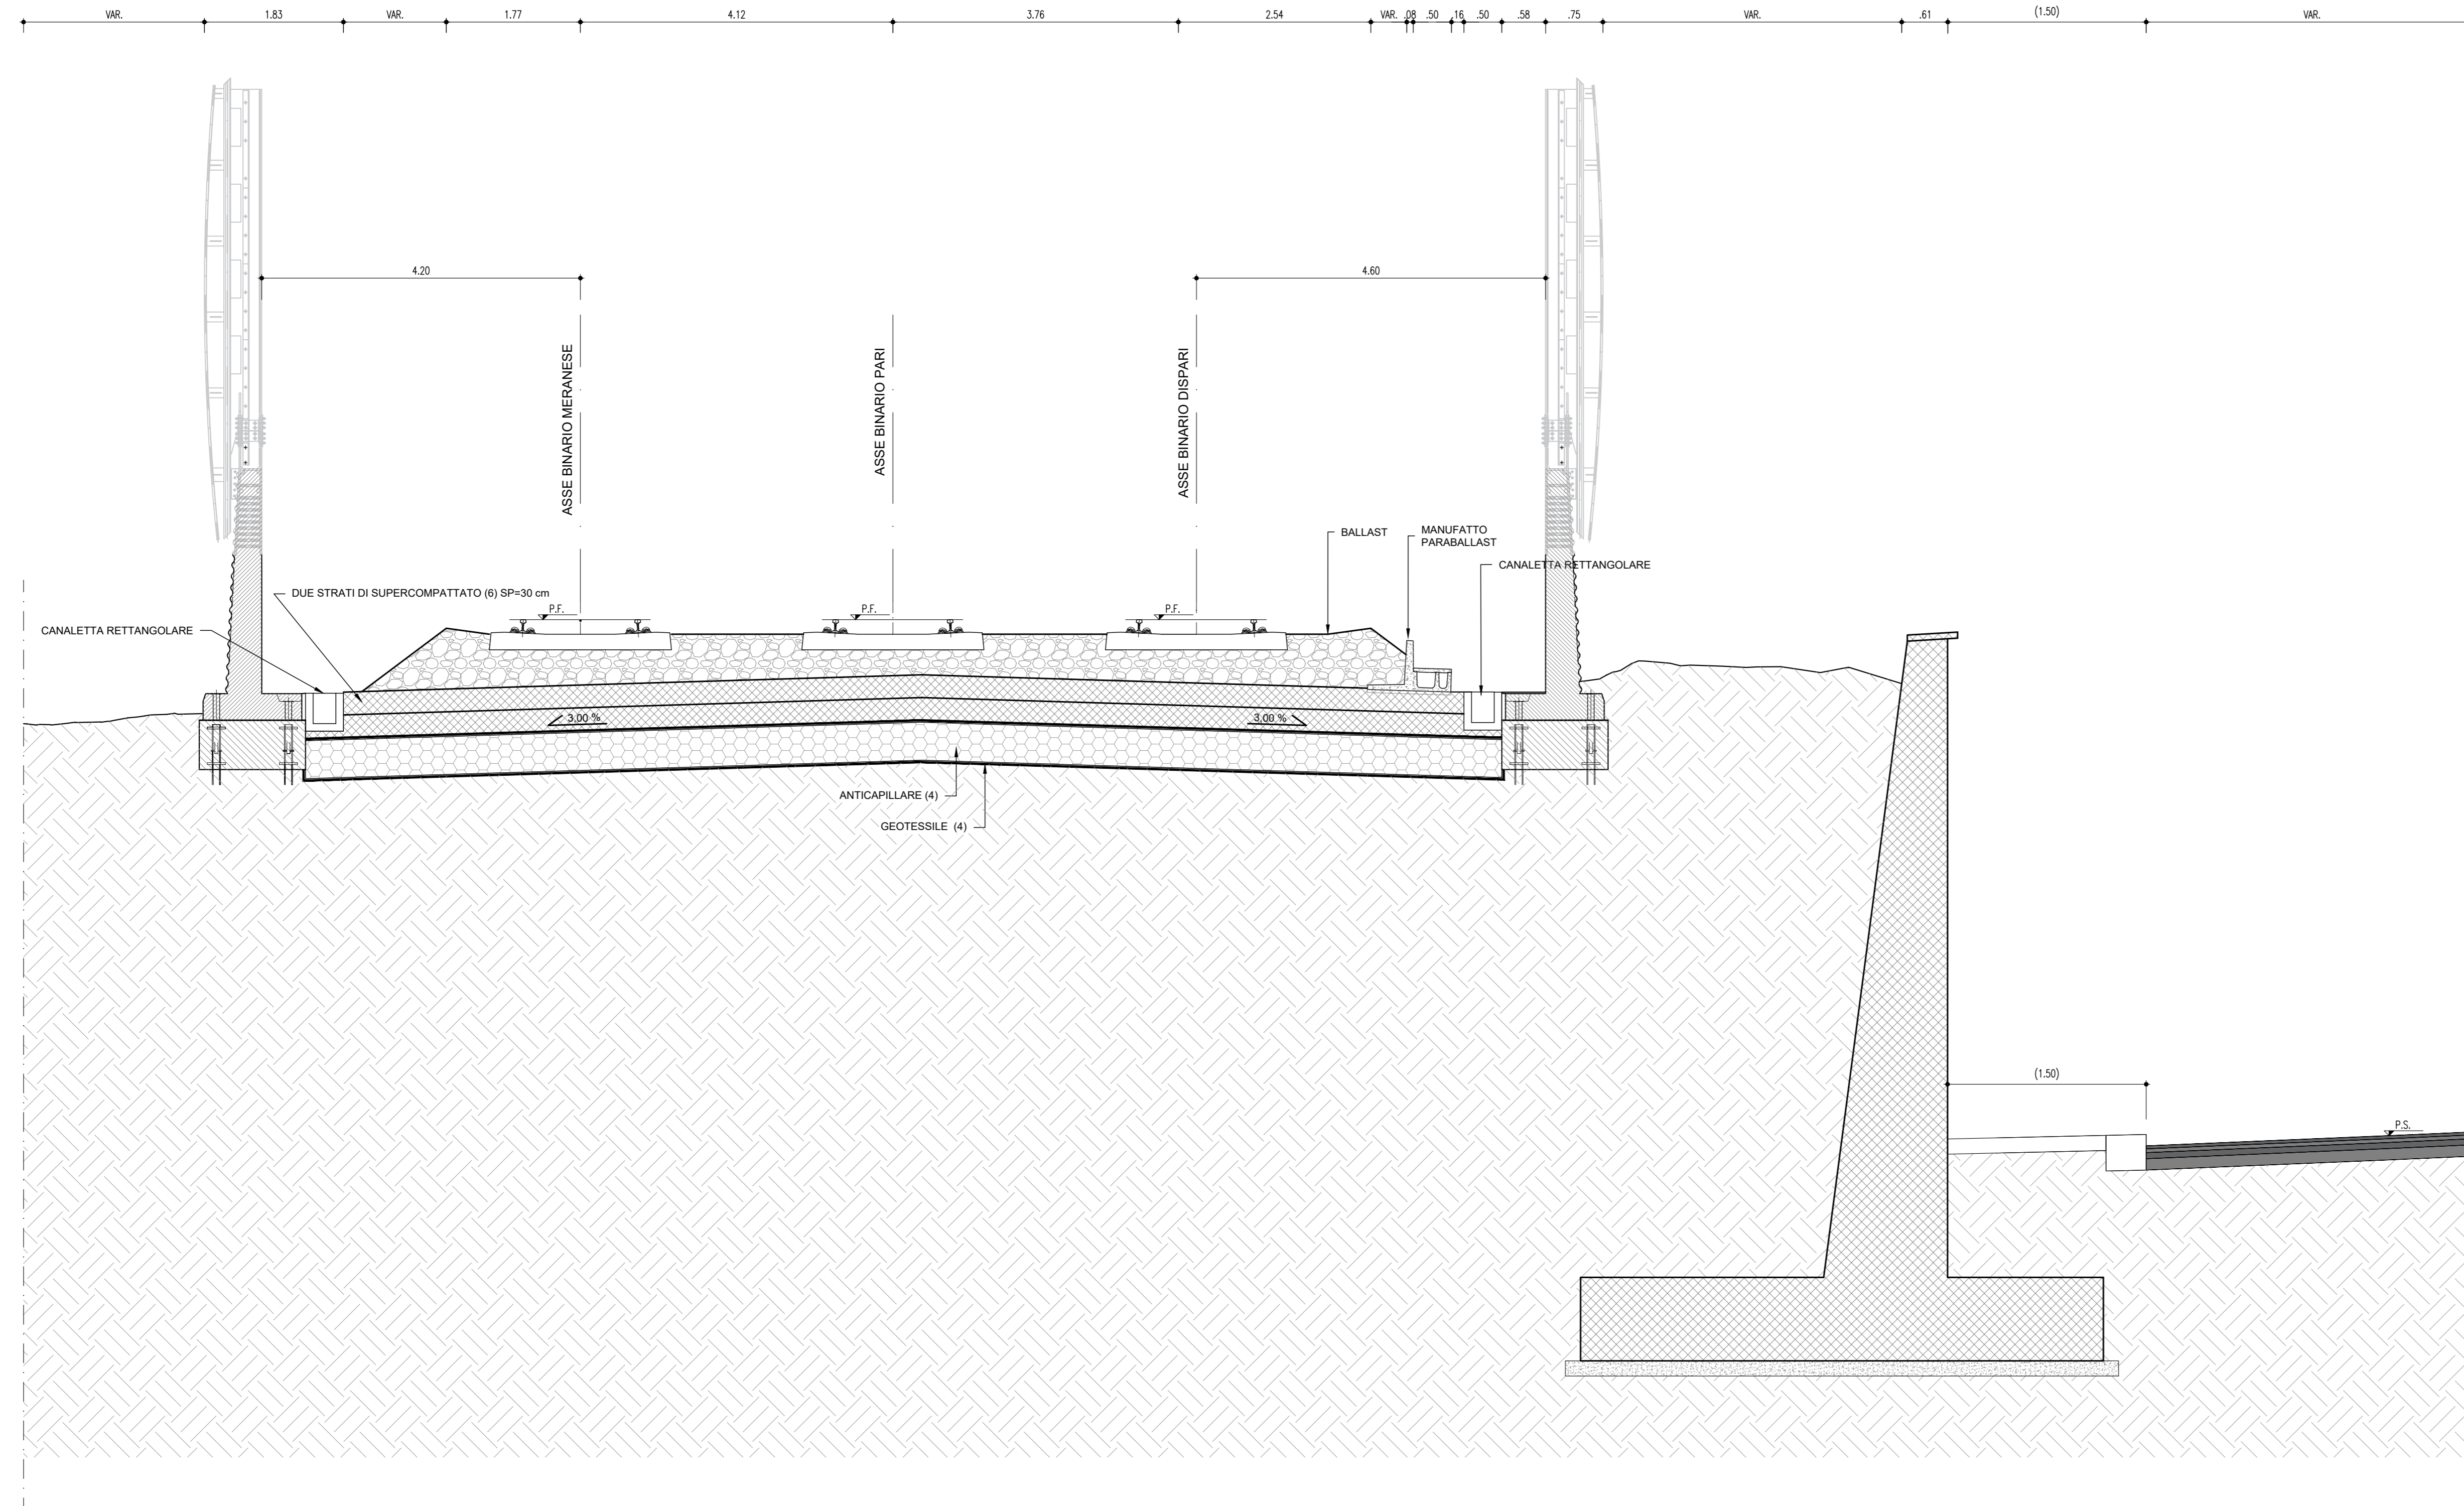 VAR. 1.83 VAR. 1.77 4.12 3.76 2.54 VAR. .08 .50 .16 .50 .58 .75 VAR. .61 (1.50) VAR.
4.20
4.60
ASSE BINARIO MERANESE
ASSE BINARIO PARI
ASSE BINARIO DISPARI
BALLAST
MANUFATTO
PARABALLAST
CANALETTA RETTANGOLARE
DUE STRATI DI SUPERCOMPATTATO (6) SP=30 cm
P.F.
P.F.
P.F.
CANALETTA RETTANGOLARE
3,00 %
3,00 %
ANTICAPILLARE (4)
GEOTESSILE (4)
(1.50)
P.S.